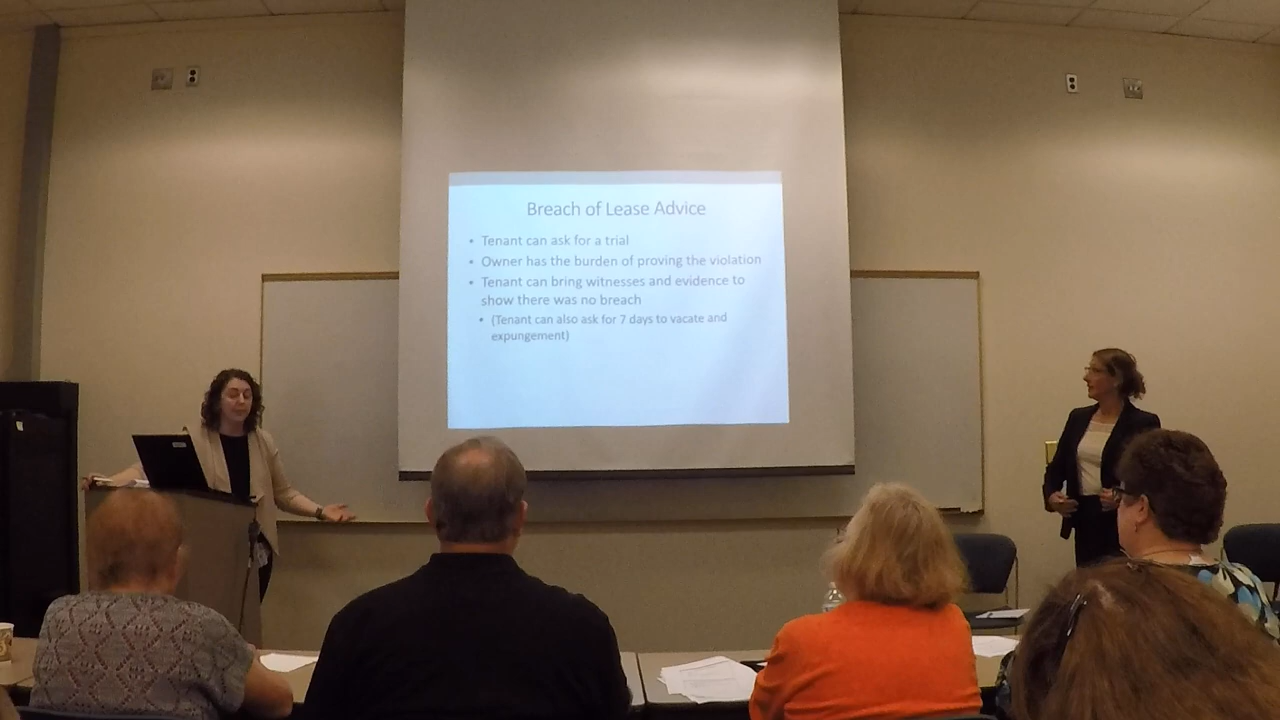 Breach of Lease Advice
• Tenant can ask for a trial
• Owner has the burden of proving the violation
• Tenant can bring witnesses and evidence to
show there was no breach
• (Tenant can also ask for 7 days to vacate and
expungement)